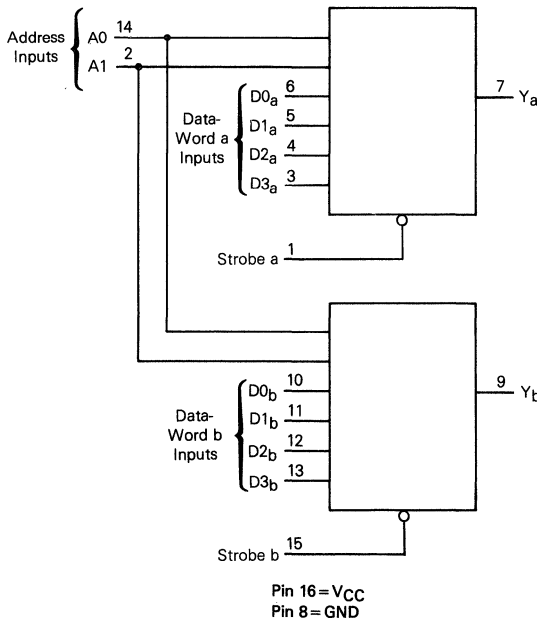 Address
Inputs
A0 14
A1 2
Data-
Word a
Inputs
D0a 6
D1a 5
D2a 4
D3a 3
7 Ya
Strobe a 1
Data-
Word b
Inputs
D0b 10
D1b 11
D2b 12
D3b 13
9 Yb
Strobe b 15
Pin 16=VCC
Pin 8=GND